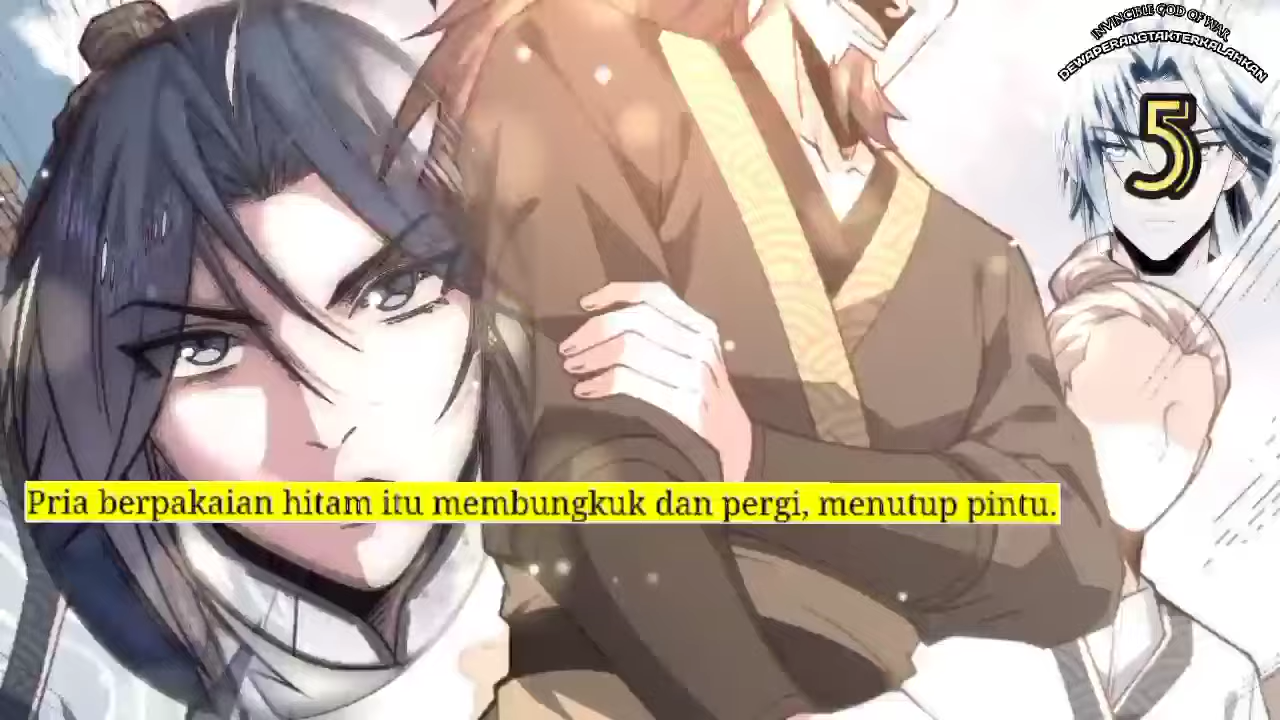 INVINCIBLE GOD OF WAR
DEWAPERANGTAKTERKALAHKAN
5
Pria berpakaian hitam itu membungkuk dan pergi, menutup pintu.